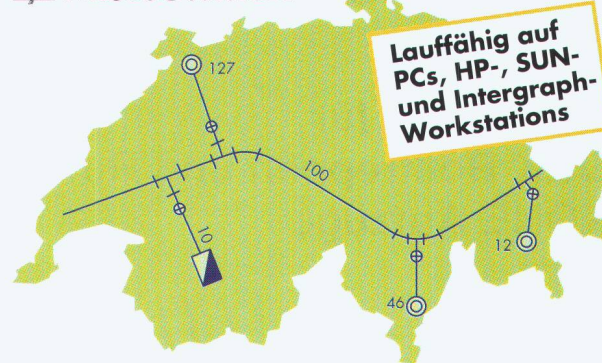 Lauffähig auf
PCs, HP-, SUN-
und Intergraph-
Workstations
127
100
10
12
46